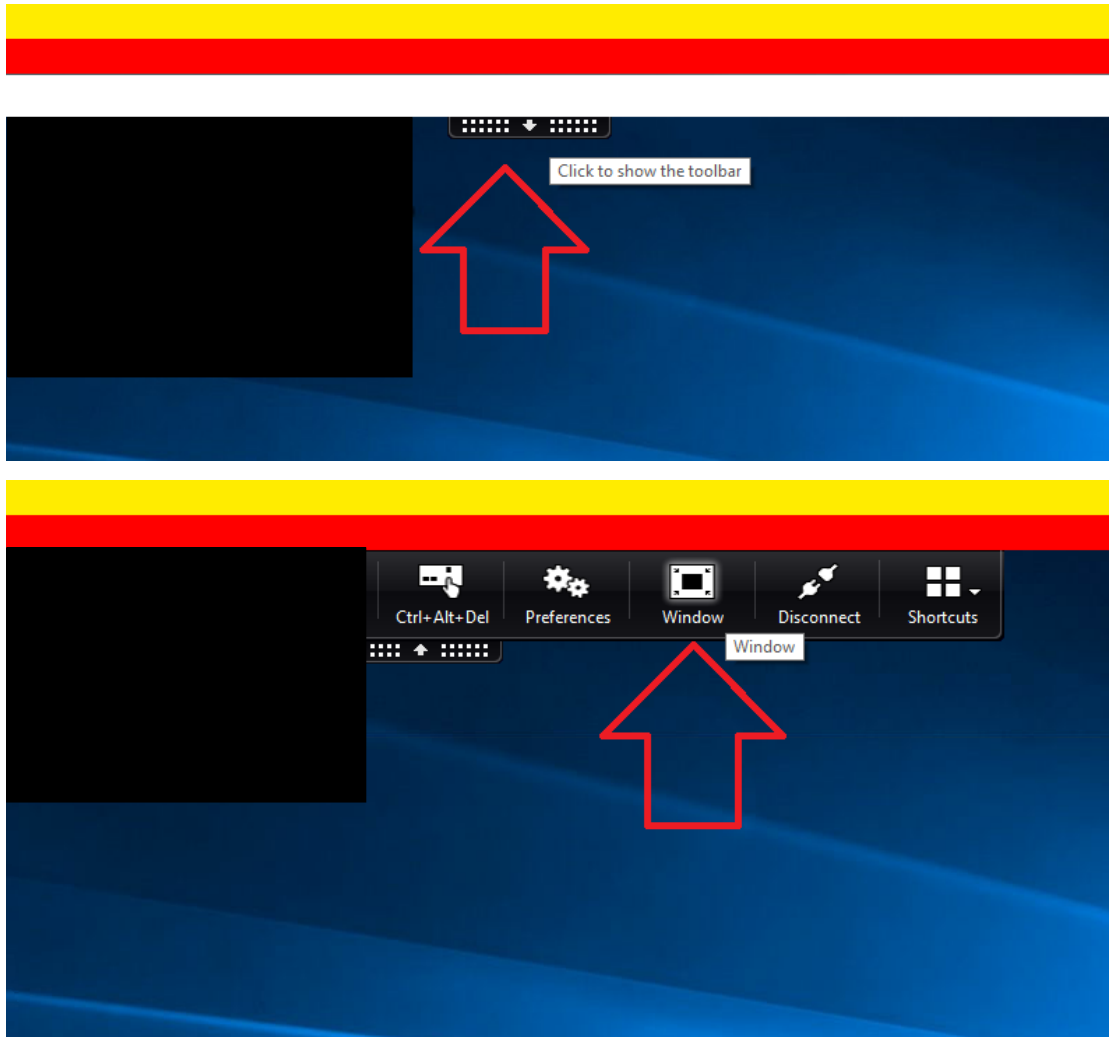 Click to show the toolbar
Ctrl+Alt+Del Preferences Window Disconnect Shortcuts
Window